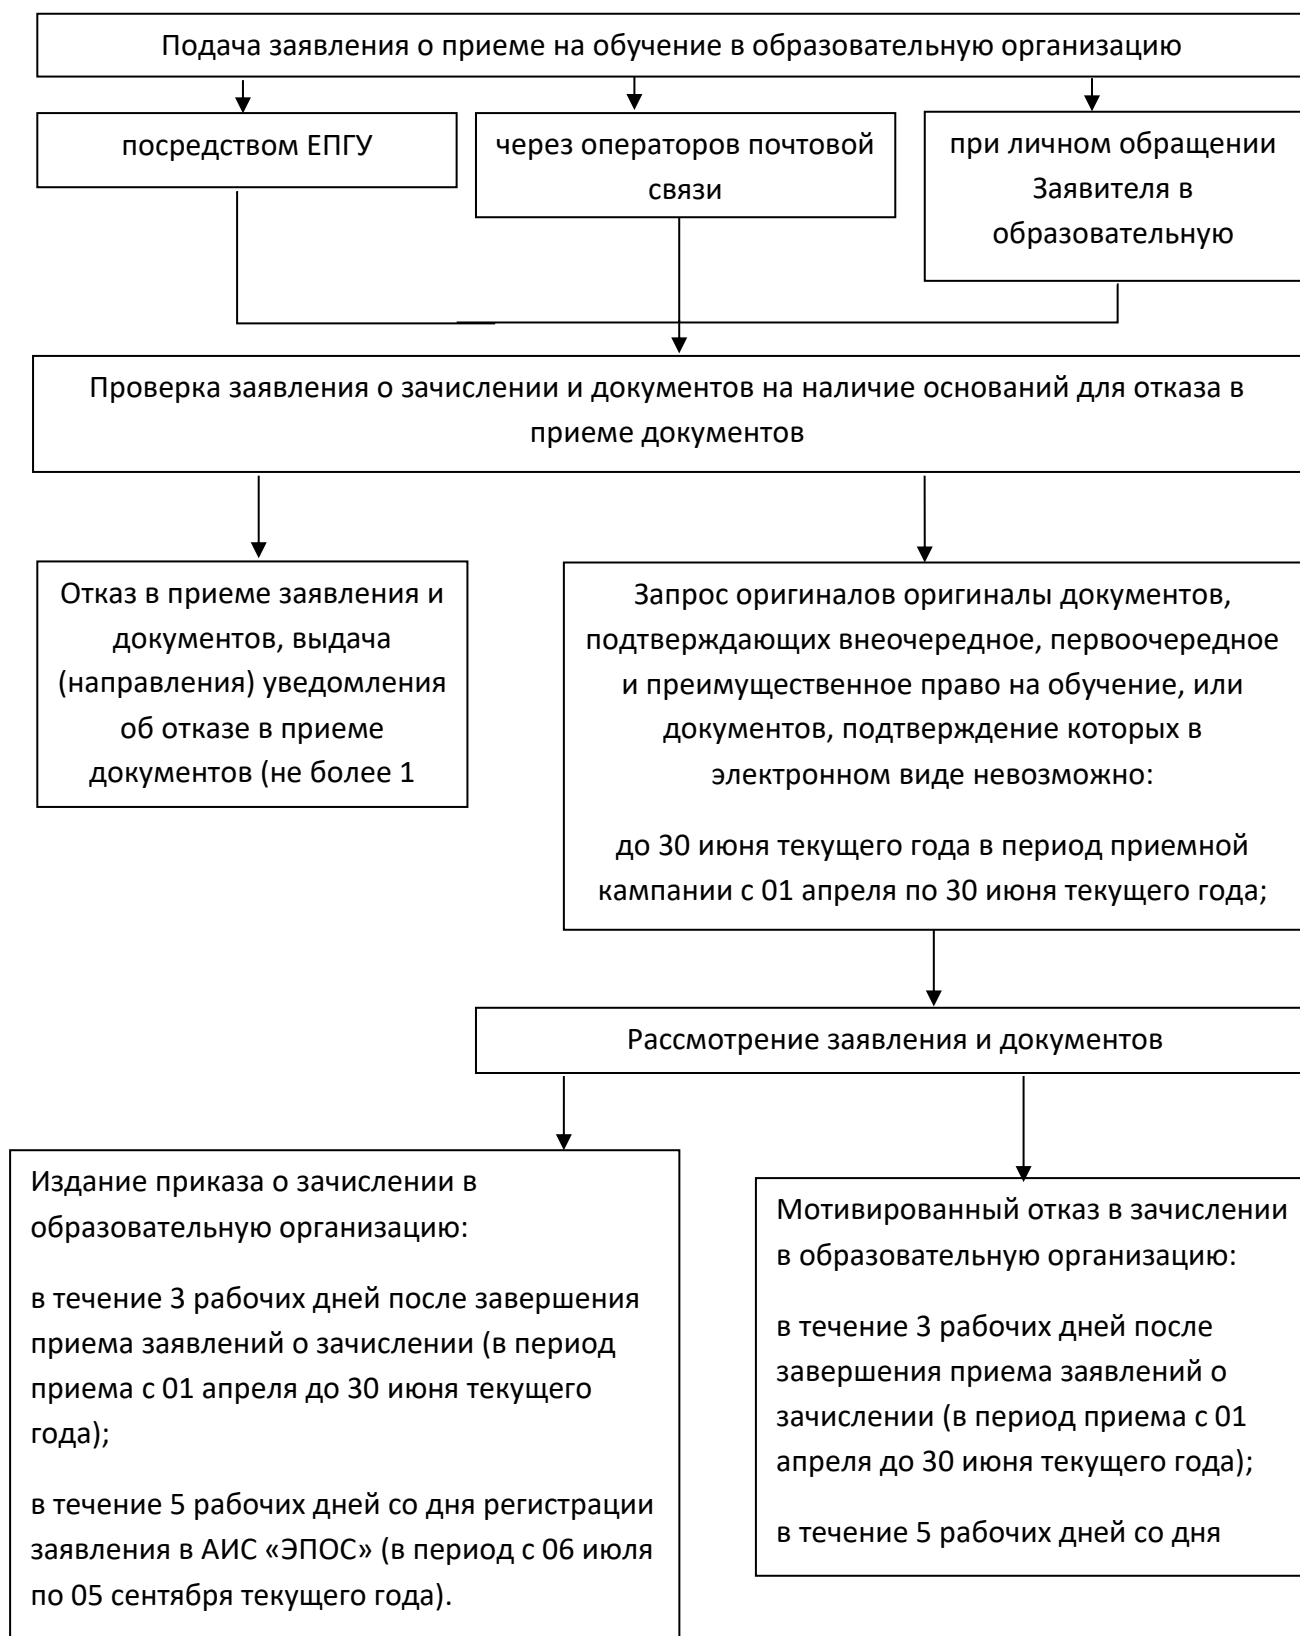 Подача заявления о приеме на обучение в образовательную организацию
посредством ЕПГУ
через операторов почтовой
связи
при личном обращении
Заявителя в
образовательную
Проверка заявления о зачислении и документов на наличие оснований для отказа в
приеме документов
Отказ в приеме заявления и
документов, выдача
(направления) уведомления
об отказе в приеме
документов (не более 1
Запрос оригиналов оригиналы документов,
подтверждающих внеочередное, первоочередное
и преимущественное право на обучение, или
документов, подтверждение которых в
электронном виде невозможно:
до 30 июня текущего года в период приемной
кампании с 01 апреля по 30 июня текущего года;
Рассмотрение заявления и документов
Издание приказа о зачислении в
образовательную организацию:
в течение 3 рабочих дней после завершения
приема заявлений о зачислении (в период
приема с 01 апреля до 30 июня текущего
года);
в течение 5 рабочих дней со дня регистрации
заявления в АИС «ЭПОС» (в период с 06 июля
по 05 сентября текущего года).
Мотивированный отказ в зачислении
в образовательную организацию:
в течение 3 рабочих дней после
завершения приема заявлений о
зачислении (в период приема с 01
апреля до 30 июня текущего года);
в течение 5 рабочих дней со дня